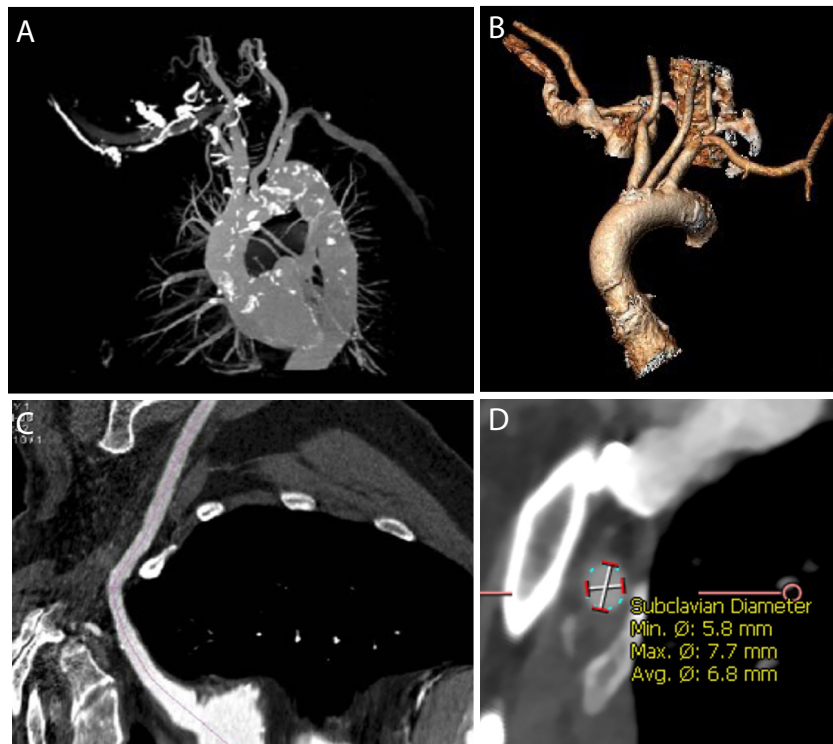 A
B
C
D
Subclavian Diameter
Min. Ø: 5.8 mm
Max. Ø: 7.7 mm
Avg. Ø: 6.8 mm